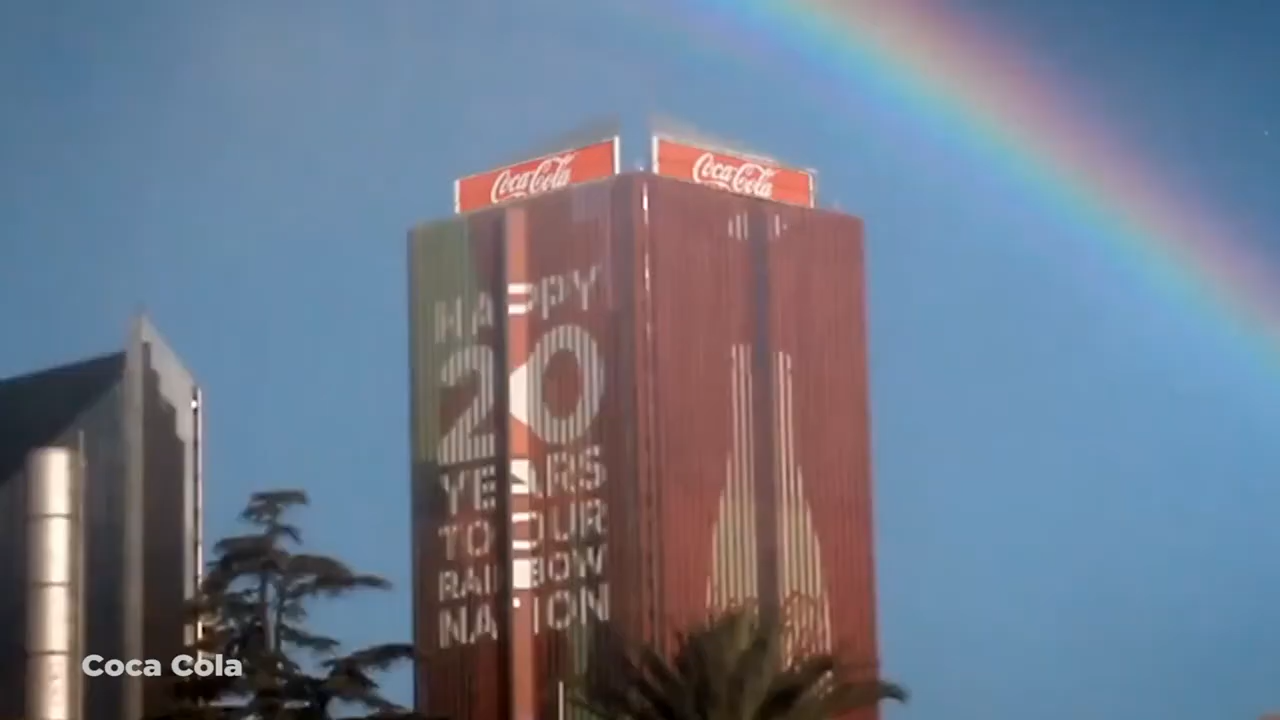 Coca-Cola
Coca-Cola
HAPPY
20
YEARS
TO OUR
RAINBOW
NATION
Coca Cola